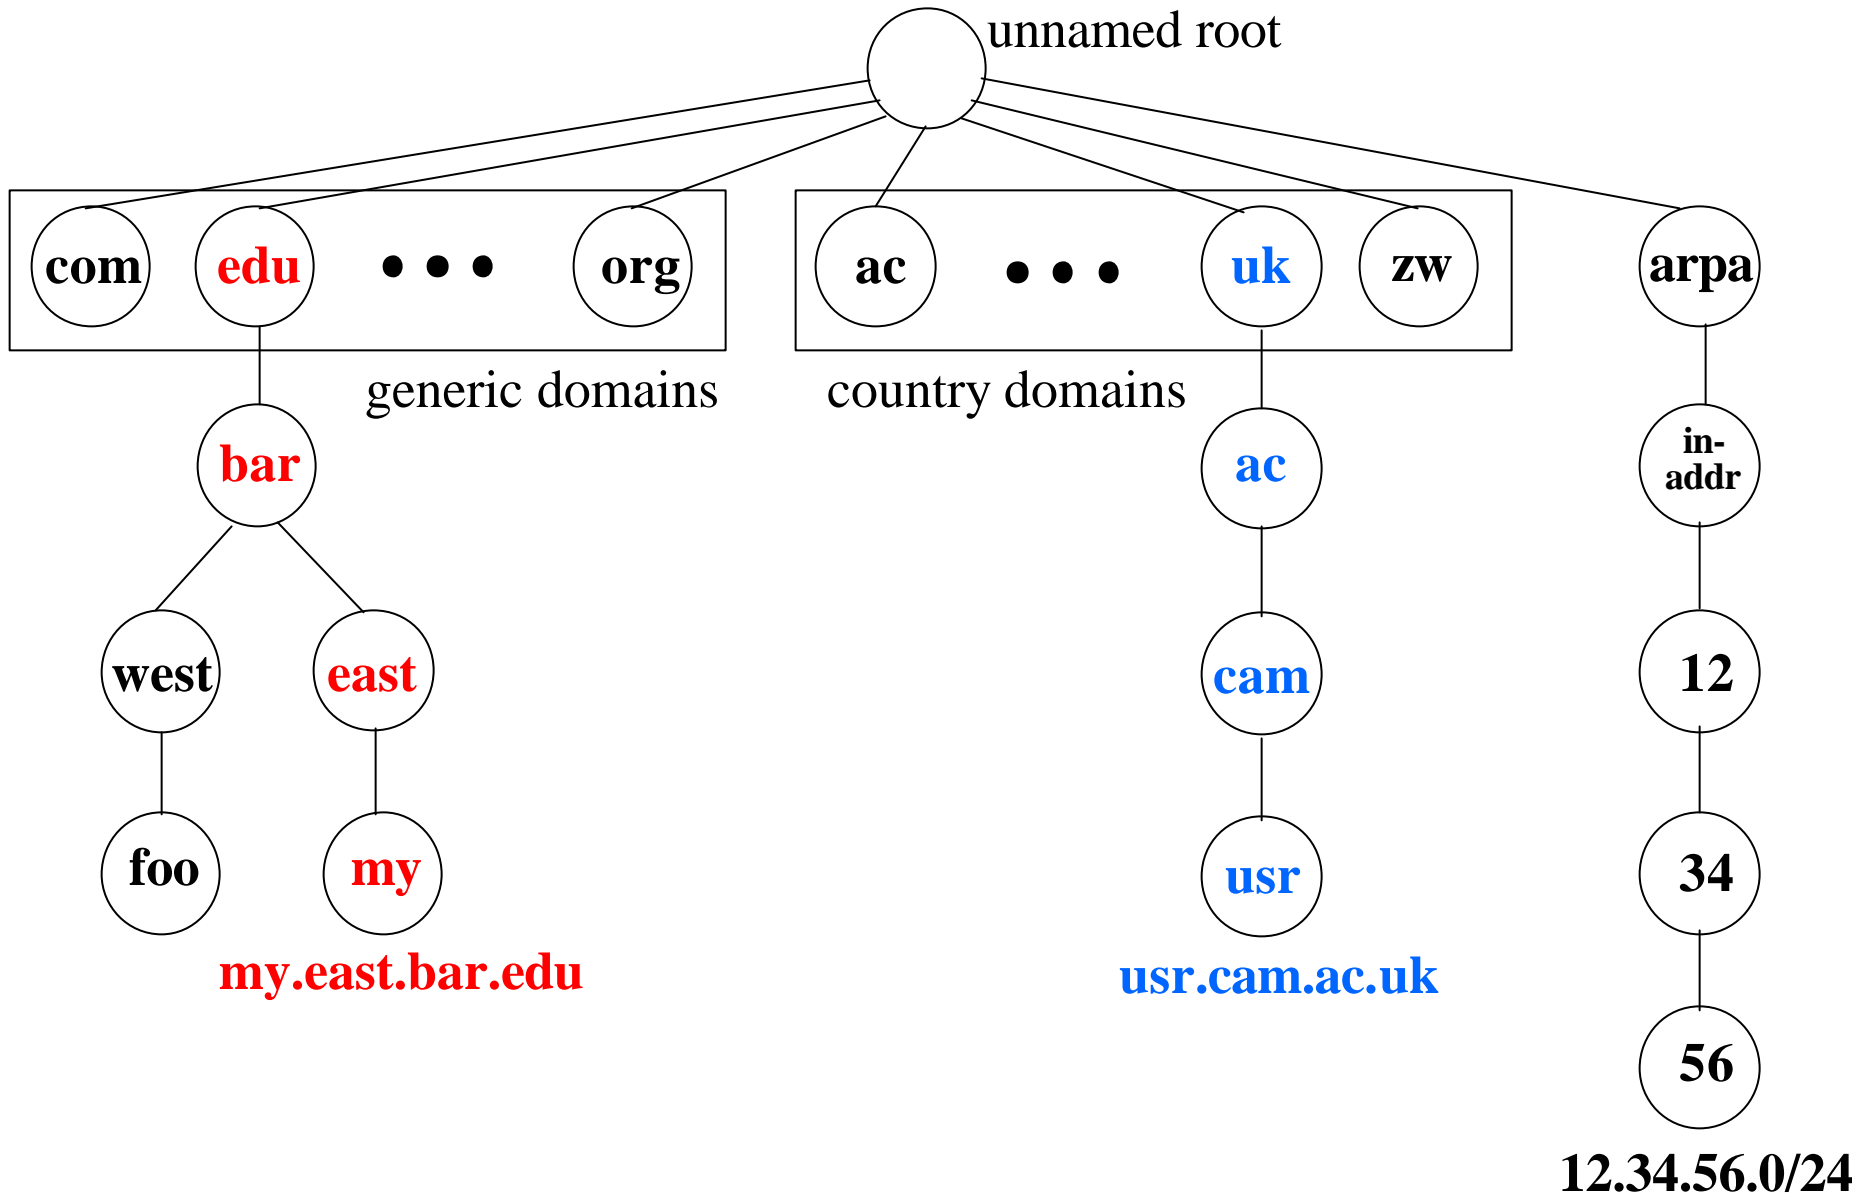 unnamed root
com edu org ac uk zw arpa
generic domains country domains
bar ac in-
addr
west east cam 12
foo my usr 34
my.east.bar.edu usr.cam.ac.uk
56
12.34.56.0/24